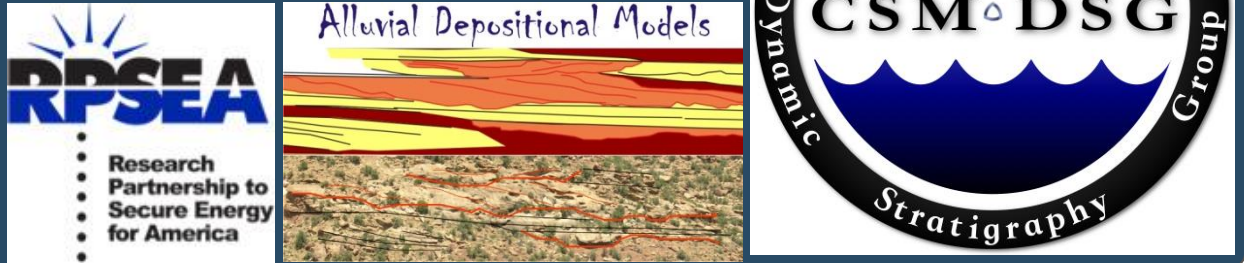 RPSEA
Research
Partnership to
Secure Energy
for America
Alluvial Depositional Models
CSM DSG
Dynamic Stratigraphy Group